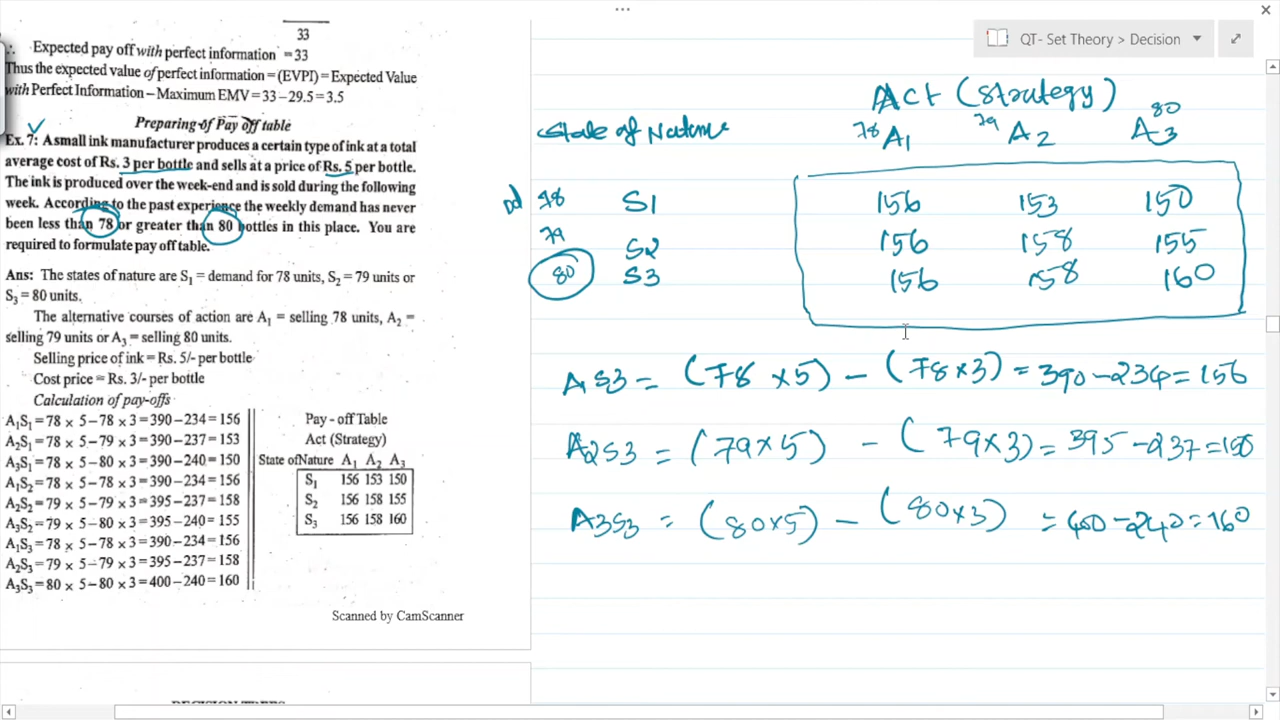 33
∴ Expected pay off with perfect information = 33
Thus the expected value of perfect information = (EVPI) = Expected Value
with Perfect Information – Maximum EMV = 33 – 29.5 = 3.5
Preparing of Pay off table
Ex. 7: A small ink manufacturer produces a certain type of ink at a total
average cost of Rs. 3 per bottle and sells at a price of Rs. 5 per bottle.
The ink is produced over the week-end and is sold during the following
week. According to the past experience the weekly demand has never
been less than 78 or greater than 80 bottles in this place. You are
required to formulate pay off table.
Ans: The states of nature are S₁ = demand for 78 units, S₂ = 79 units or
S₃ = 80 units.
The alternative courses of action are A₁ = selling 78 units, A₂ =
selling 79 units or A₃ = selling 80 units.
Selling price of ink = Rs. 5/- per bottle
Cost price = Rs. 3/- per bottle
Calculation of pay-offs
A₁S₁ = 78 × 5 – 78 × 3 = 390 – 234 = 156
A₂S₁ = 78 × 5 – 79 × 3 = 390 – 237 = 153
A₃S₁ = 78 × 5 – 80 × 3 = 390 – 240 = 150
A₁S₂ = 78 × 5 – 78 × 3 = 390 – 234 = 156
A₂S₂ = 79 × 5 – 79 × 3 = 395 – 237 = 158
A₃S₂ = 79 × 5 – 80 × 3 = 395 – 240 = 155
A₁S₃ = 78 × 5 – 78 × 3 = 390 – 234 = 156
A₂S₃ = 79 × 5 – 79 × 3 = 395 – 237 = 158
A₃S₃ = 80 × 5 – 80 × 3 = 400 – 240 = 160
Pay - off Table
Act (Strategy)
State of Nature A₁ A₂ A₃
S₁ 156 153 150
S₂ 156 158 155
S₃ 156 158 160
Scanned by CamScanner
QT- Set Theory > Decision
Act (Strategy)
State of Nature 78 A1 79 A2 80 A3
78 S1 156 153 150
79 S2 156 158 155
80 S3 156 158 160
A1S3 = (78 × 5) – (78 × 3) = 390 – 234 = 156
A2S3 = (79 × 5) – (79 × 3) = 395 – 237 = 158
A3S3 = (80 × 5) – (80 × 3) = 400 – 240 = 160